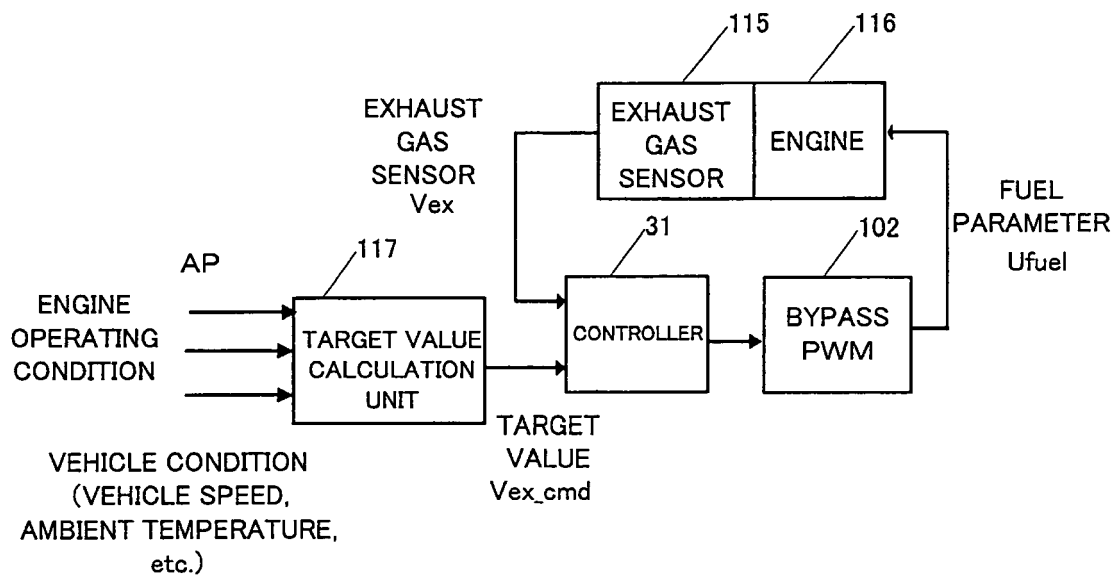 115
116
EXHAUST
GAS
SENSOR
Vex
EXHAUST
GAS
SENSOR
ENGINE
FUEL
PARAMETER
Ufuel
31
102
117
AP
ENGINE
OPERATING
CONDITION
TARGET VALUE
CALCULATION
UNIT
CONTROLLER
BYPASS
PWM
TARGET
VALUE
Vex_cmd
VEHICLE CONDITION
(VEHICLE SPEED,
AMBIENT TEMPERATURE,
etc.)